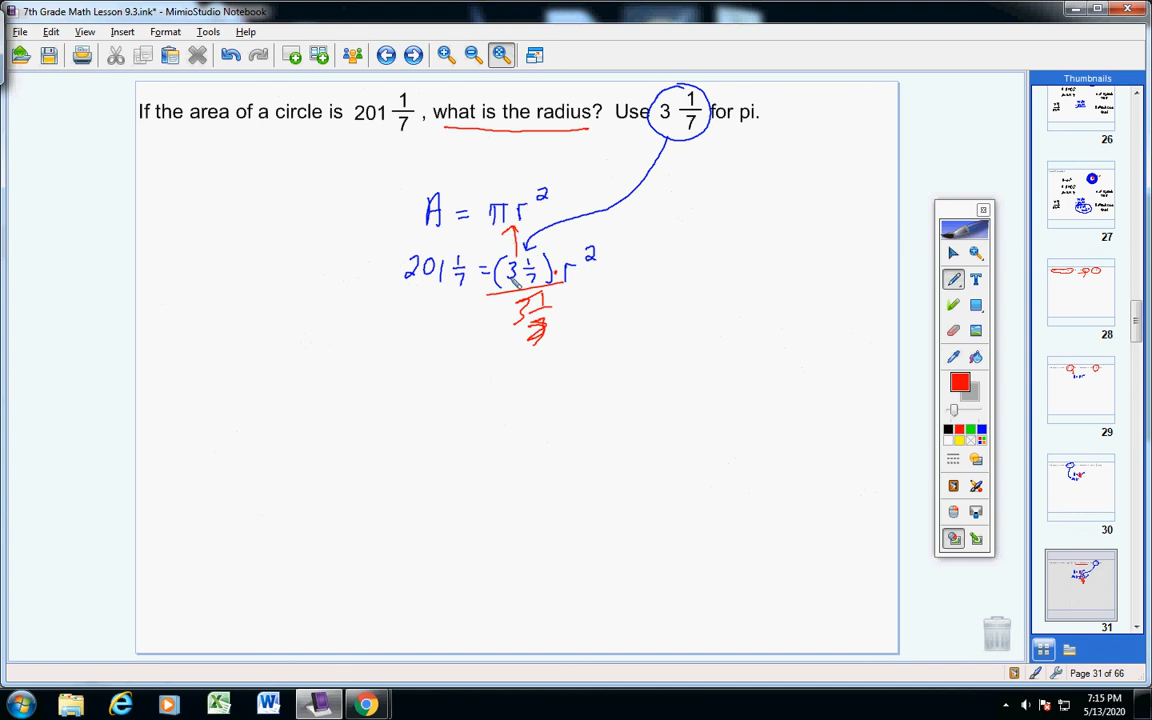 7th Grade Math Lesson 9.3.ink* - MimioStudio Notebook
File Edit View Insert Format Tools Help
If the area of a circle is 201 1/7 , what is the radius? Use 3 1/7 for pi.
A = πr²
201 1/7 = (3 1/7) · r²
3 1/7
Thumbnails
26
27
28
29
30
31
T
Page 31 of 66
7:15 PM
5/13/2020